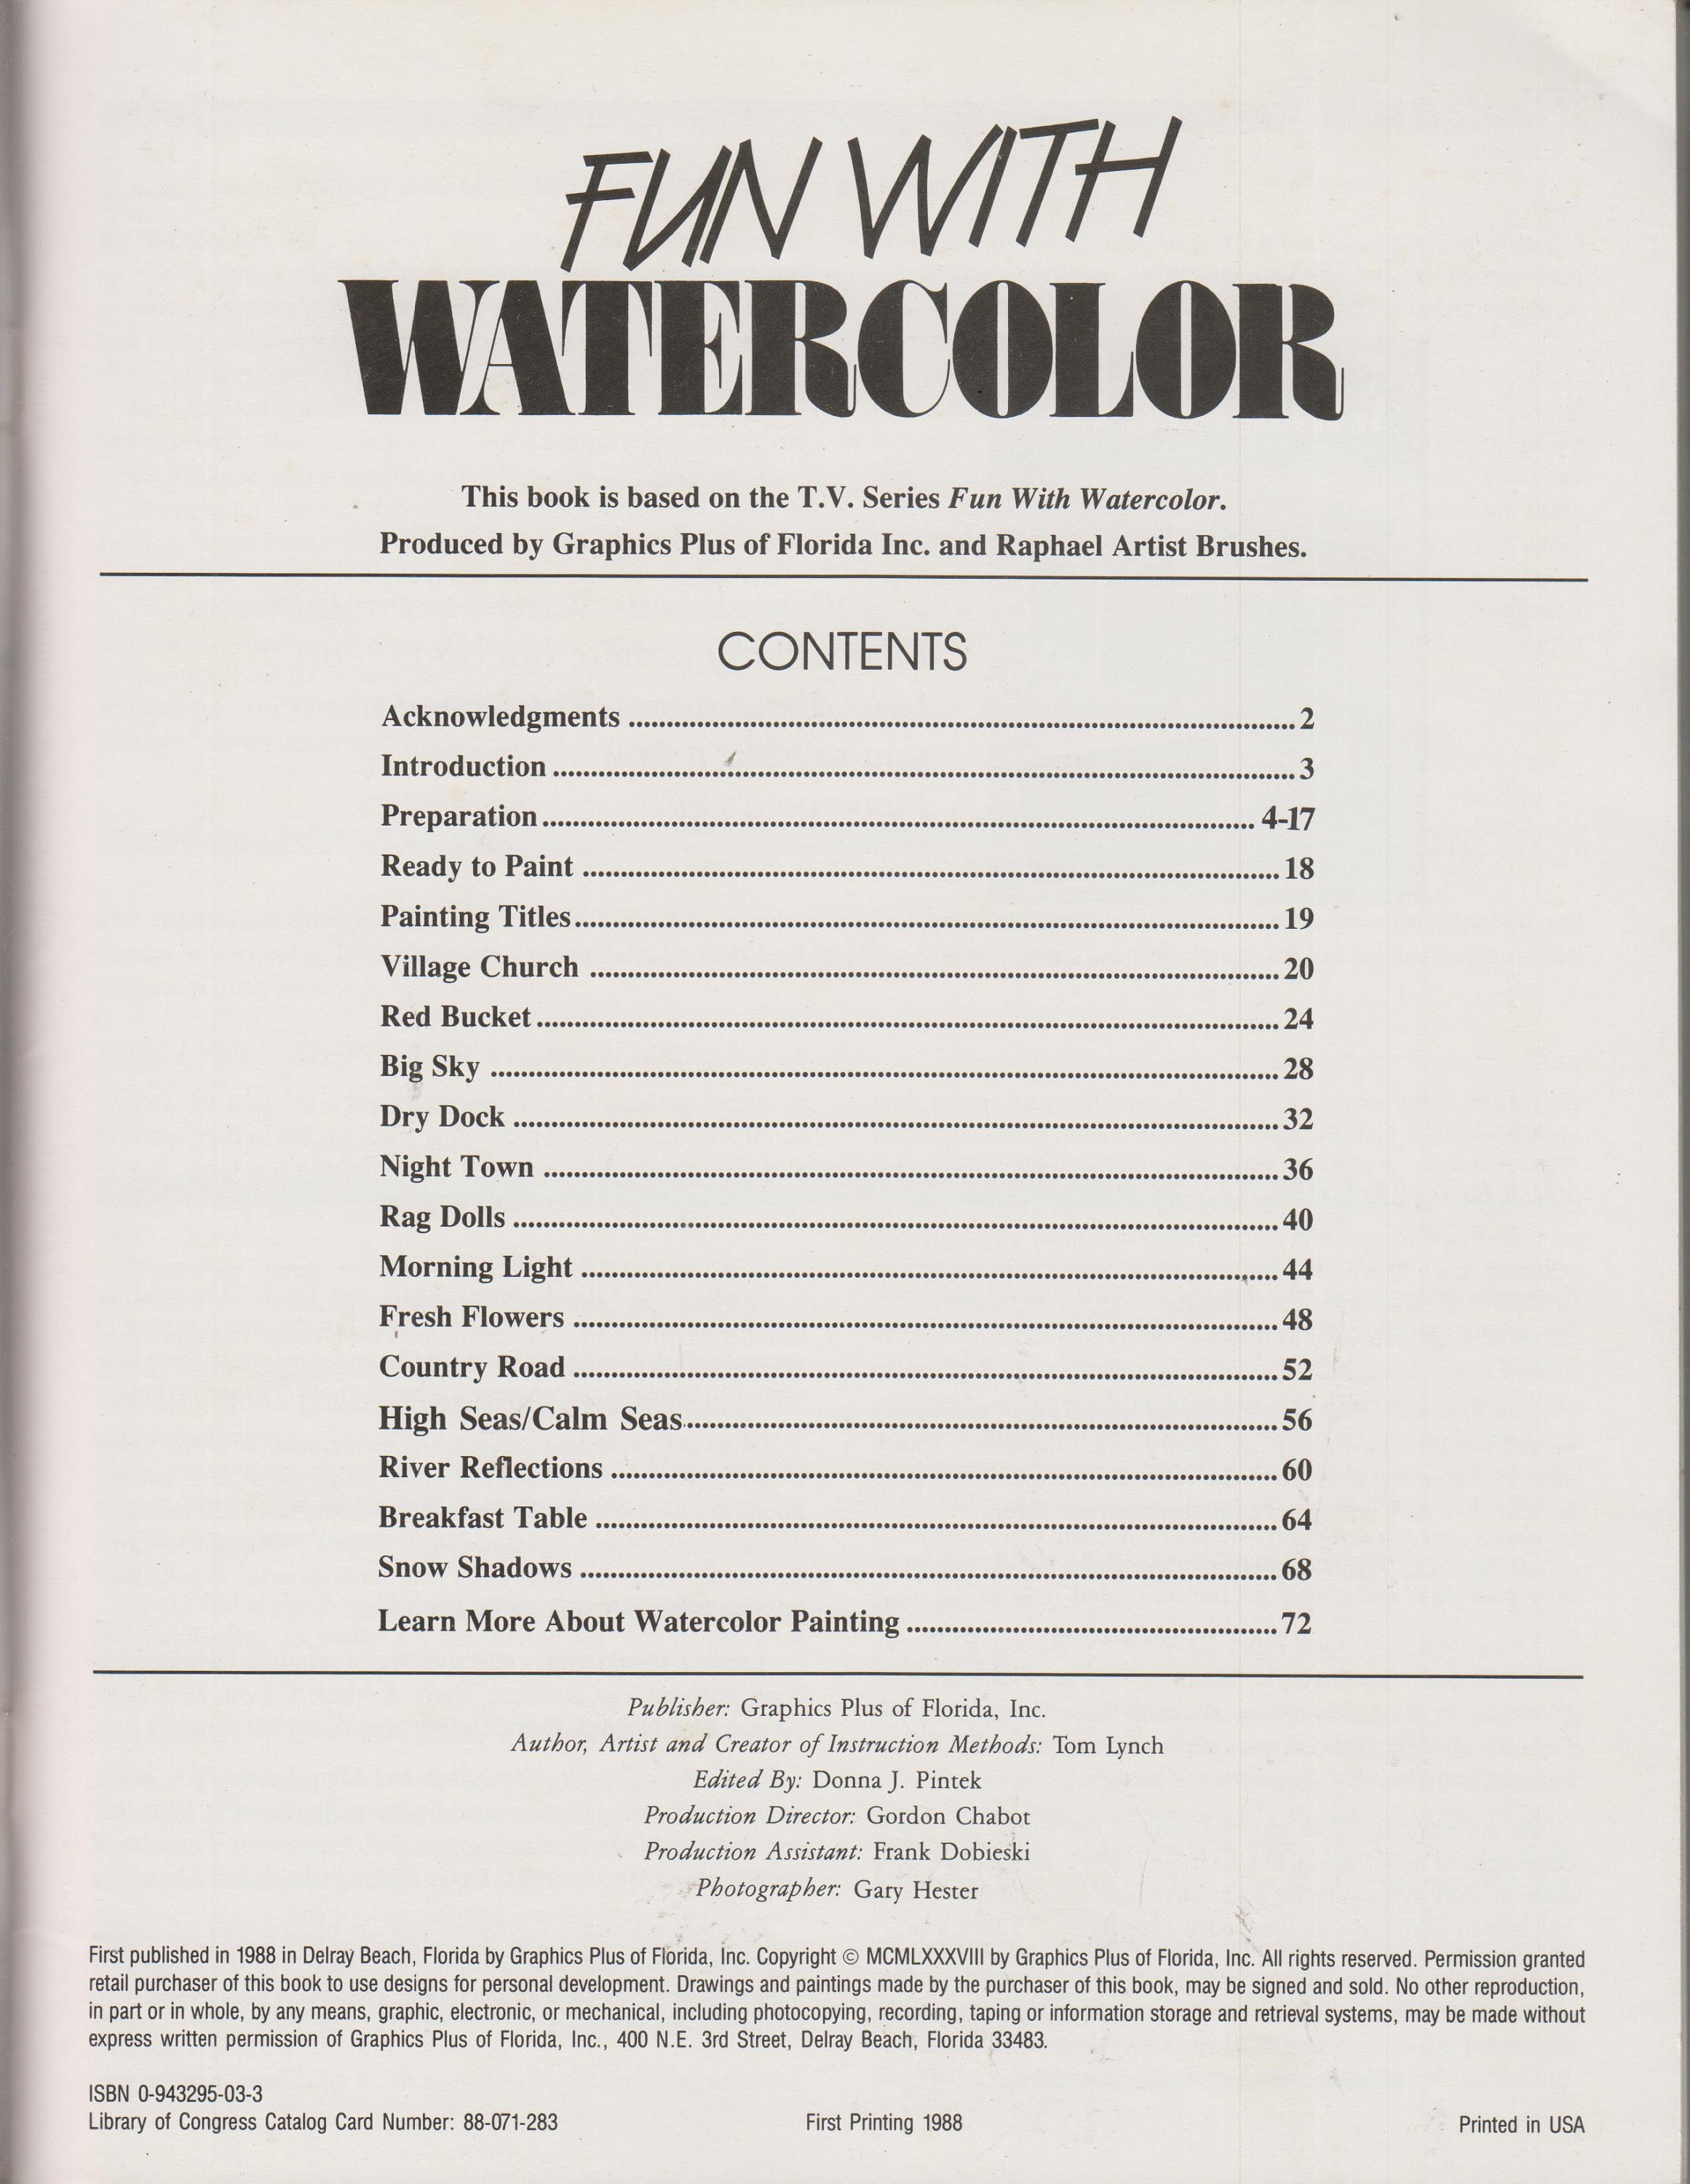 FUN WITH
WATERCOLOR
This book is based on the T.V. Series Fun With Watercolor.
Produced by Graphics Plus of Florida Inc. and Raphael Artist Brushes.
CONTENTS
Acknowledgments ........ 2
Introduction ........ 3
Preparation ........ 4-17
Ready to Paint ........ 18
Painting Titles ........ 19
Village Church ........ 20
Red Bucket ........ 24
Big Sky ........ 28
Dry Dock ........ 32
Night Town ........ 36
Rag Dolls ........ 40
Morning Light ........ 44
Fresh Flowers ........ 48
Country Road ........ 52
High Seas/Calm Seas ........ 56
River Reflections ........ 60
Breakfast Table ........ 64
Snow Shadows ........ 68
Learn More About Watercolor Painting ........ 72
Publisher: Graphics Plus of Florida, Inc.
Author, Artist and Creator of Instruction Methods: Tom Lynch
Edited By: Donna J. Pintek
Production Director: Gordon Chabot
Production Assistant: Frank Dobieski
Photographer: Gary Hester
First published in 1988 in Delray Beach, Florida by Graphics Plus of Florida, Inc. Copyright © MCMLXXXVIII by Graphics Plus of Florida, Inc. All rights reserved. Permission granted
retail purchaser of this book to use designs for personal development. Drawings and paintings made by the purchaser of this book, may be signed and sold. No other reproduction,
in part or in whole, by any means, graphic, electronic, or mechanical, including photocopying, recording, taping or information storage and retrieval systems, may be made without
express written permission of Graphics Plus of Florida, Inc., 400 N.E. 3rd Street, Delray Beach, Florida 33483.
ISBN 0-943295-03-3
Library of Congress Catalog Card Number: 88-071-283 First Printing 1988 Printed in USA